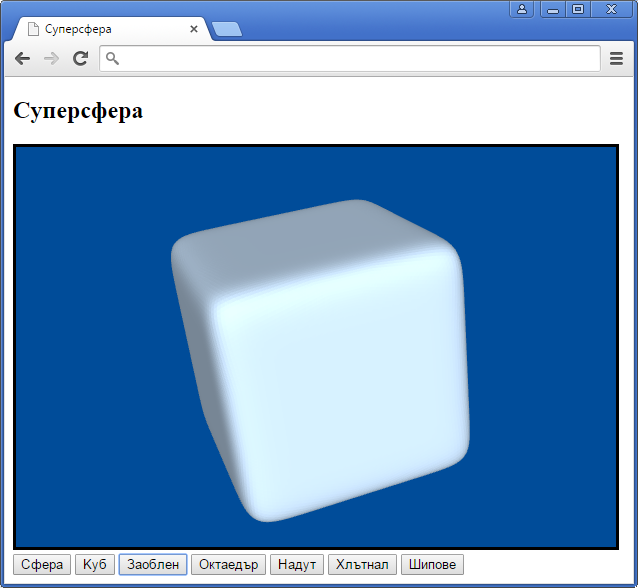 Суперсфера
Суперсфера
Сфера Куб Заоблен Октаедър Надут Хлътнал Шипове